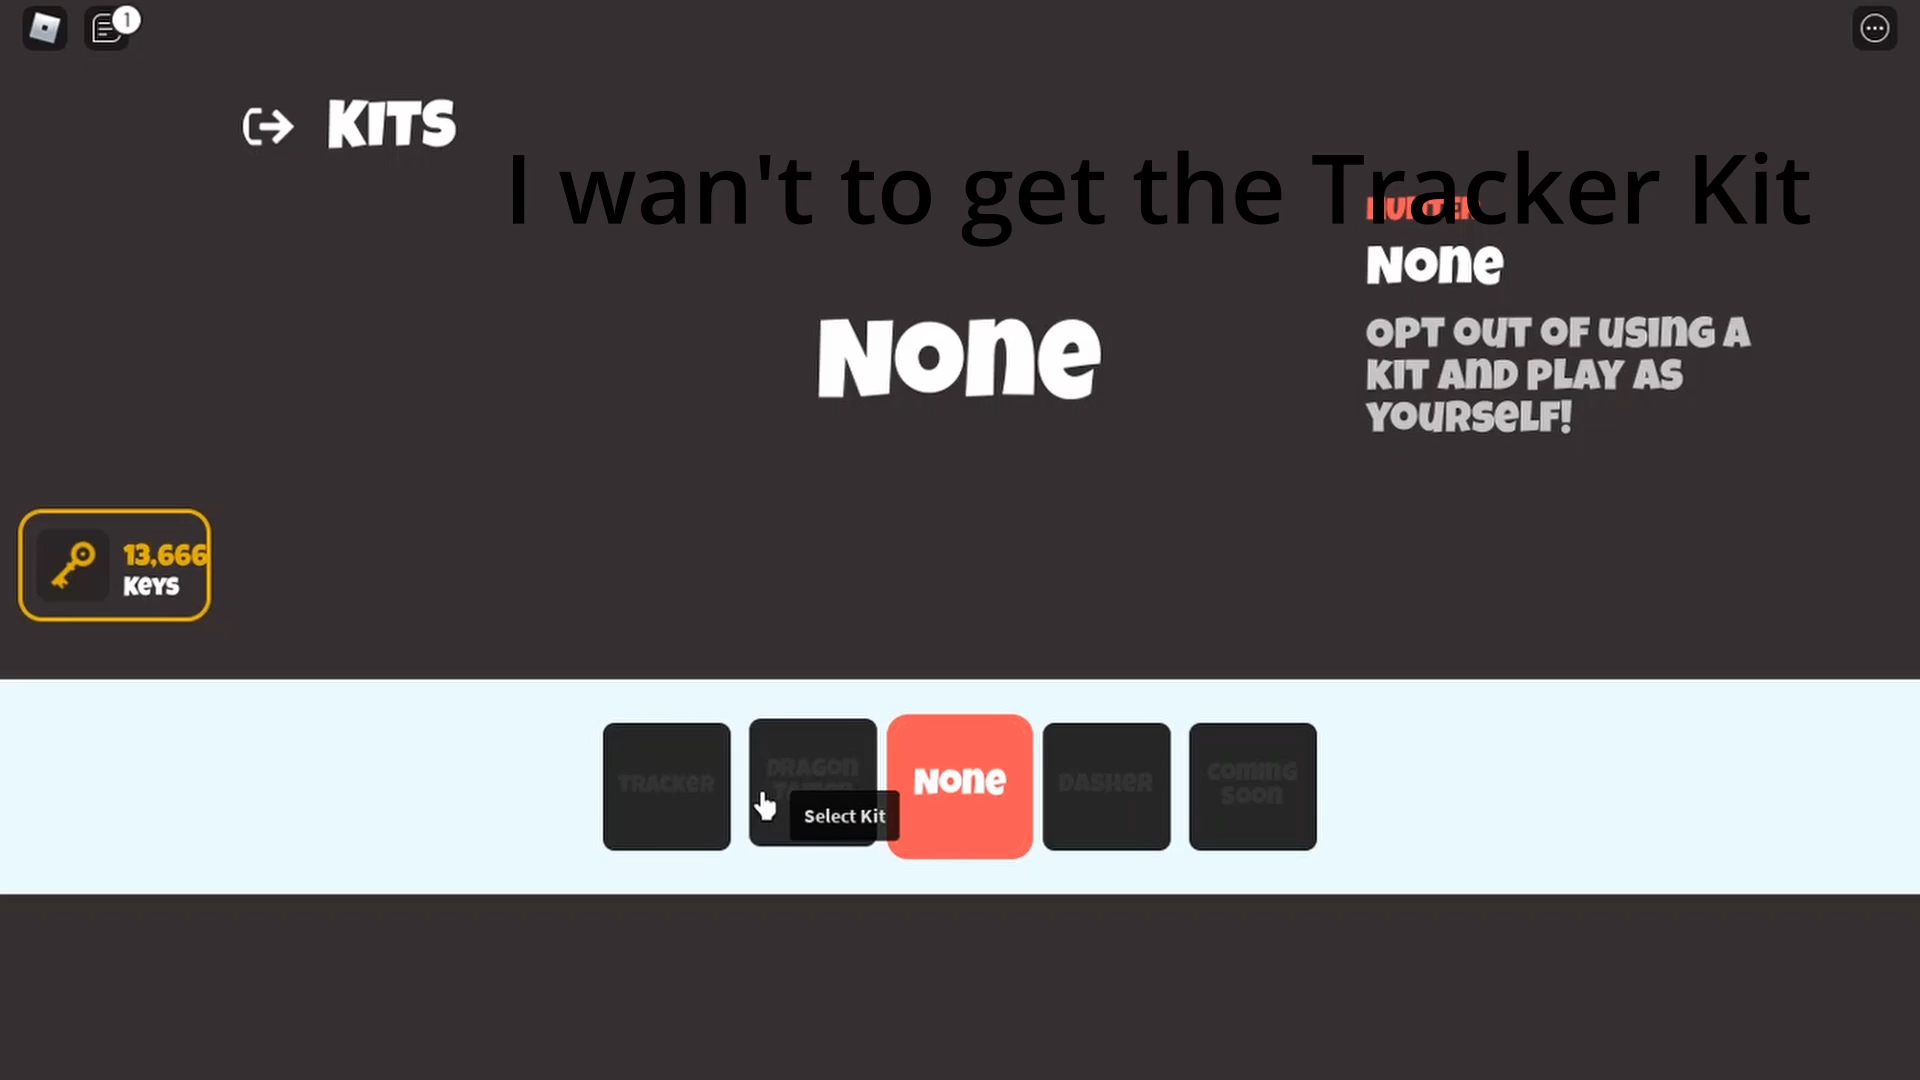 1
KITS
I wan't to get the Tracker Kit
HUNTER
None
OPT OUT OF USING A
KIT AND PLAY AS
YOURSELF!
None
13,666
KEYS
TRACKER
DRAGON
Select Kit
None
DASHER
COMING
SOON